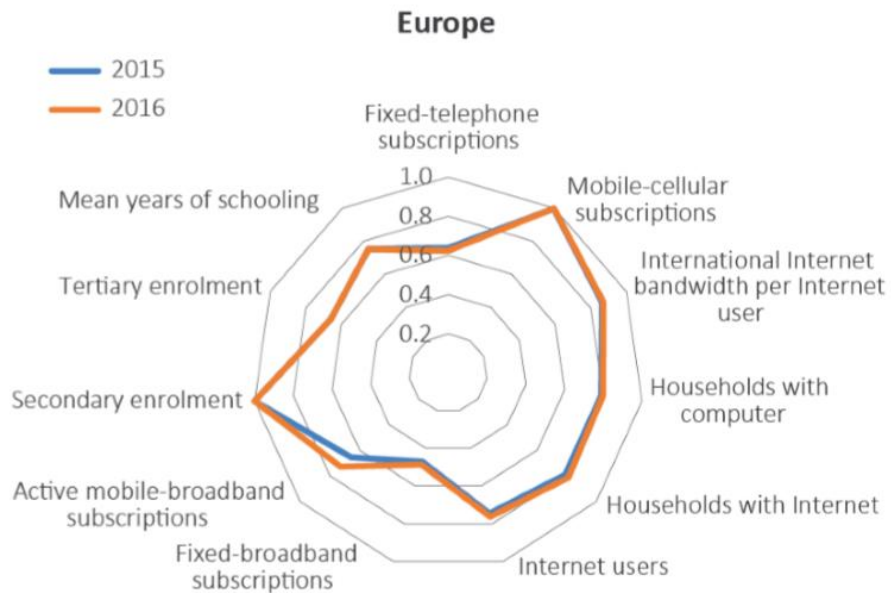 Europe
2015
2016
Fixed-telephone
subscriptions
Mobile-cellular
subscriptions
International Internet
bandwidth per Internet
user
Households with
computer
Households with Internet
Internet users
Fixed-broadband
subscriptions
Active mobile-broadband
subscriptions
Secondary enrolment
Tertiary enrolment
Mean years of schooling
1.0
0.8
0.6
0.4
0.2